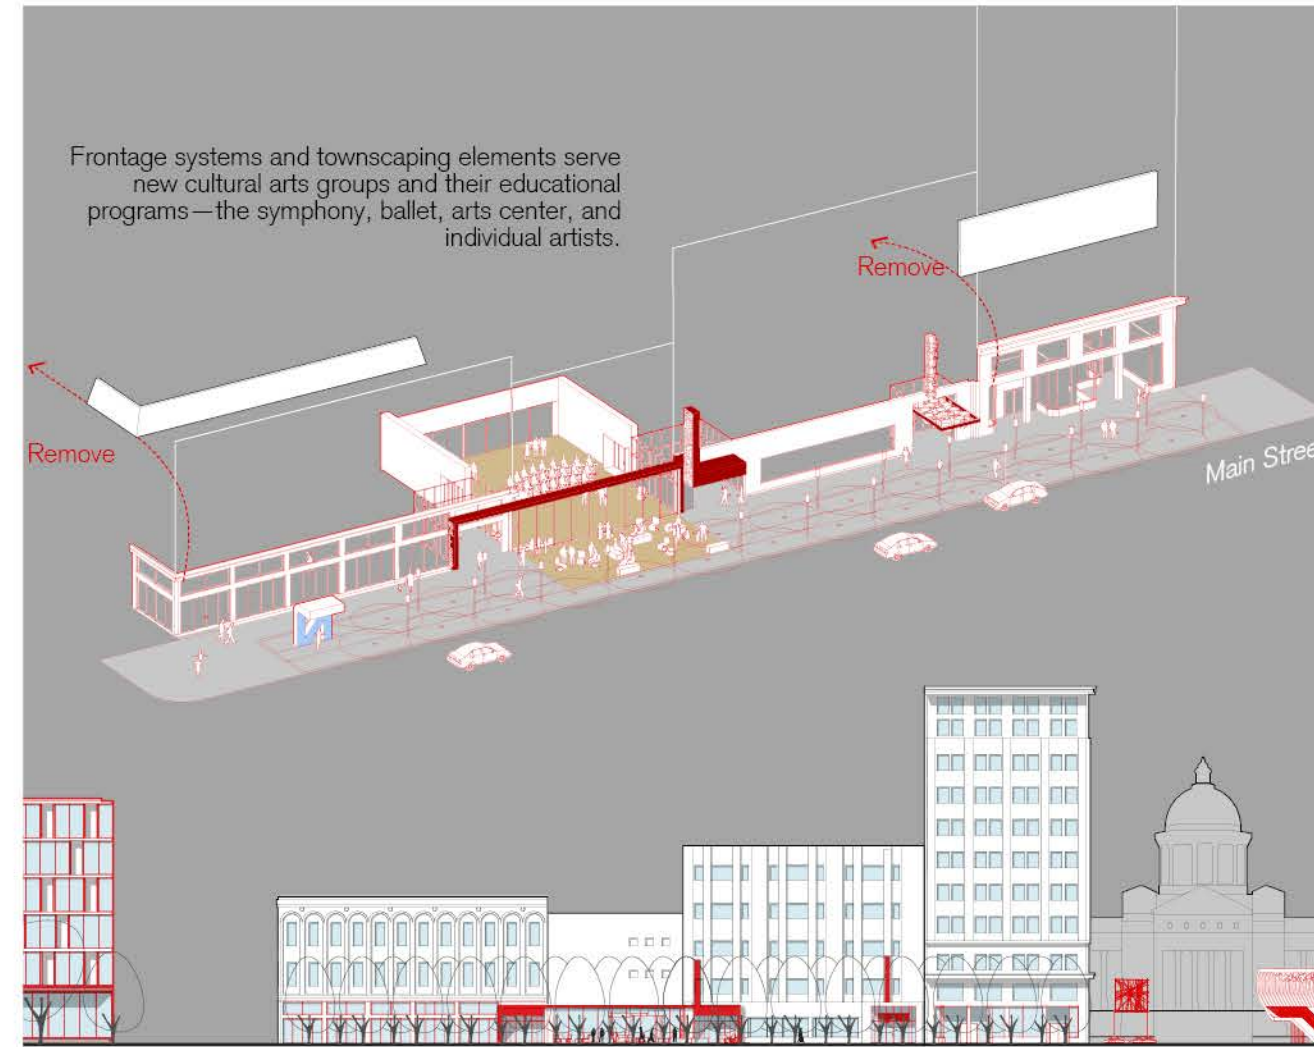 Frontage systems and townscaping elements serve
new cultural arts groups and their educational
programs—the symphony, ballet, arts center, and
individual artists.
Remove
Remove
Main Stree